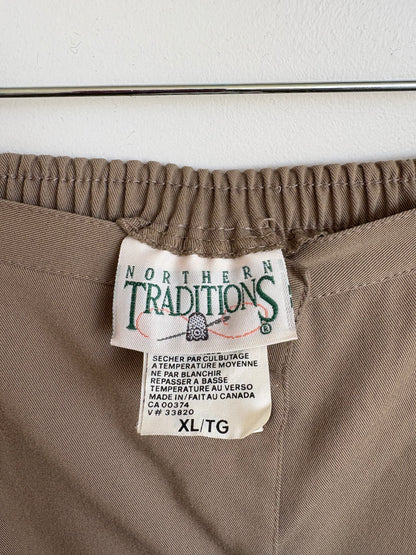 NORTHERN
TRADITIONS
®
SECHER PAR CULBUTAGE
A TEMPERATURE MOYENNE
NE PAR BLANCHIR
REPASSER A BASSE
TEMPERATURE AU VERSO
MADE IN/FAIT AU CANADA
CA 00374
V# 33820
XL/TG